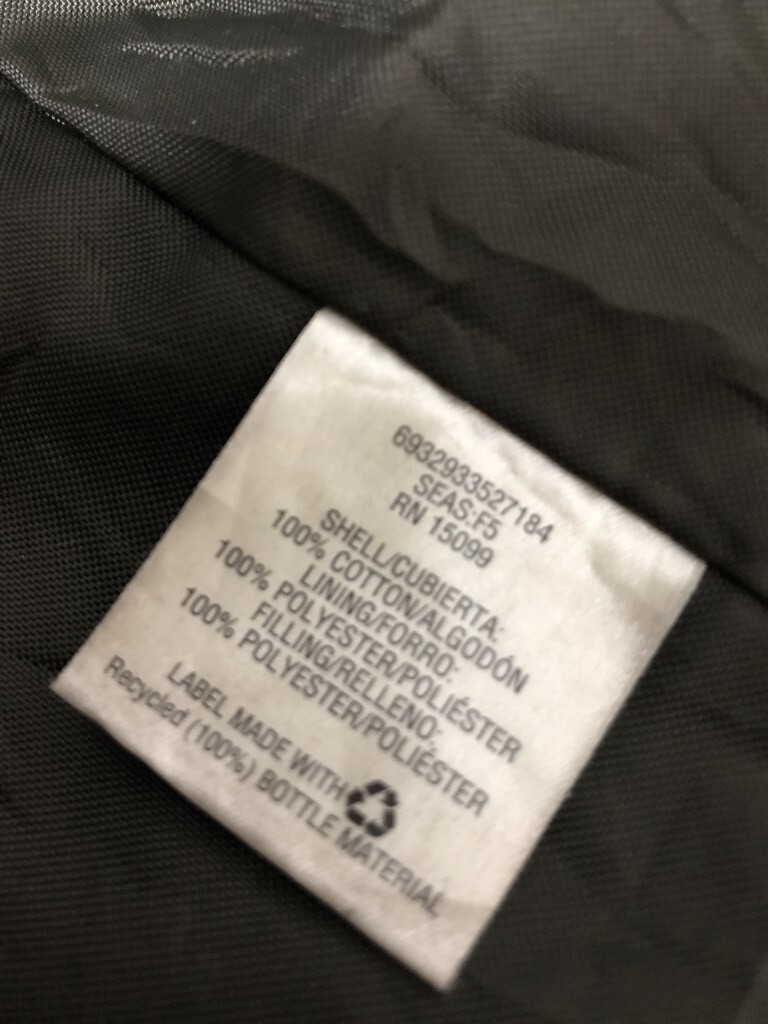 6932933527184
SEAS:F5
RN 15099
SHELL/CUBIERTA:
100% COTTON/ALGODÓN
LINING/FORRO:
100% POLYESTER/POLIÉSTER
FILLING/RELLENO:
100% POLYESTER/POLIÉSTER
LABEL MADE WITH
Recycled (100%) BOTTLE MATERIAL